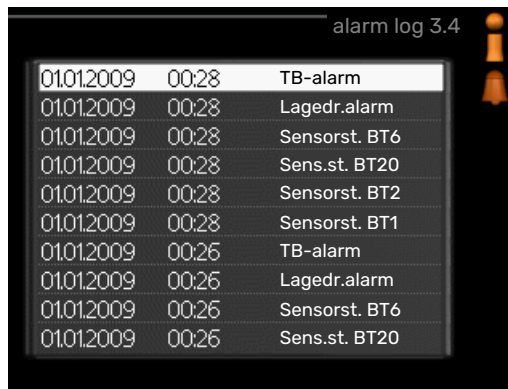 alarm log 3.4
01.01.2009 00:28 TB-alarm
01.01.2009 00:28 Lagedr.alarm
01.01.2009 00:28 Sensorst. BT6
01.01.2009 00:28 Sens.st. BT20
01.01.2009 00:28 Sensorst. BT2
01.01.2009 00:28 Sensorst. BT1
01.01.2009 00:26 TB-alarm
01.01.2009 00:26 Lagedr.alarm
01.01.2009 00:26 Sensorst. BT6
01.01.2009 00:26 Sens.st. BT20